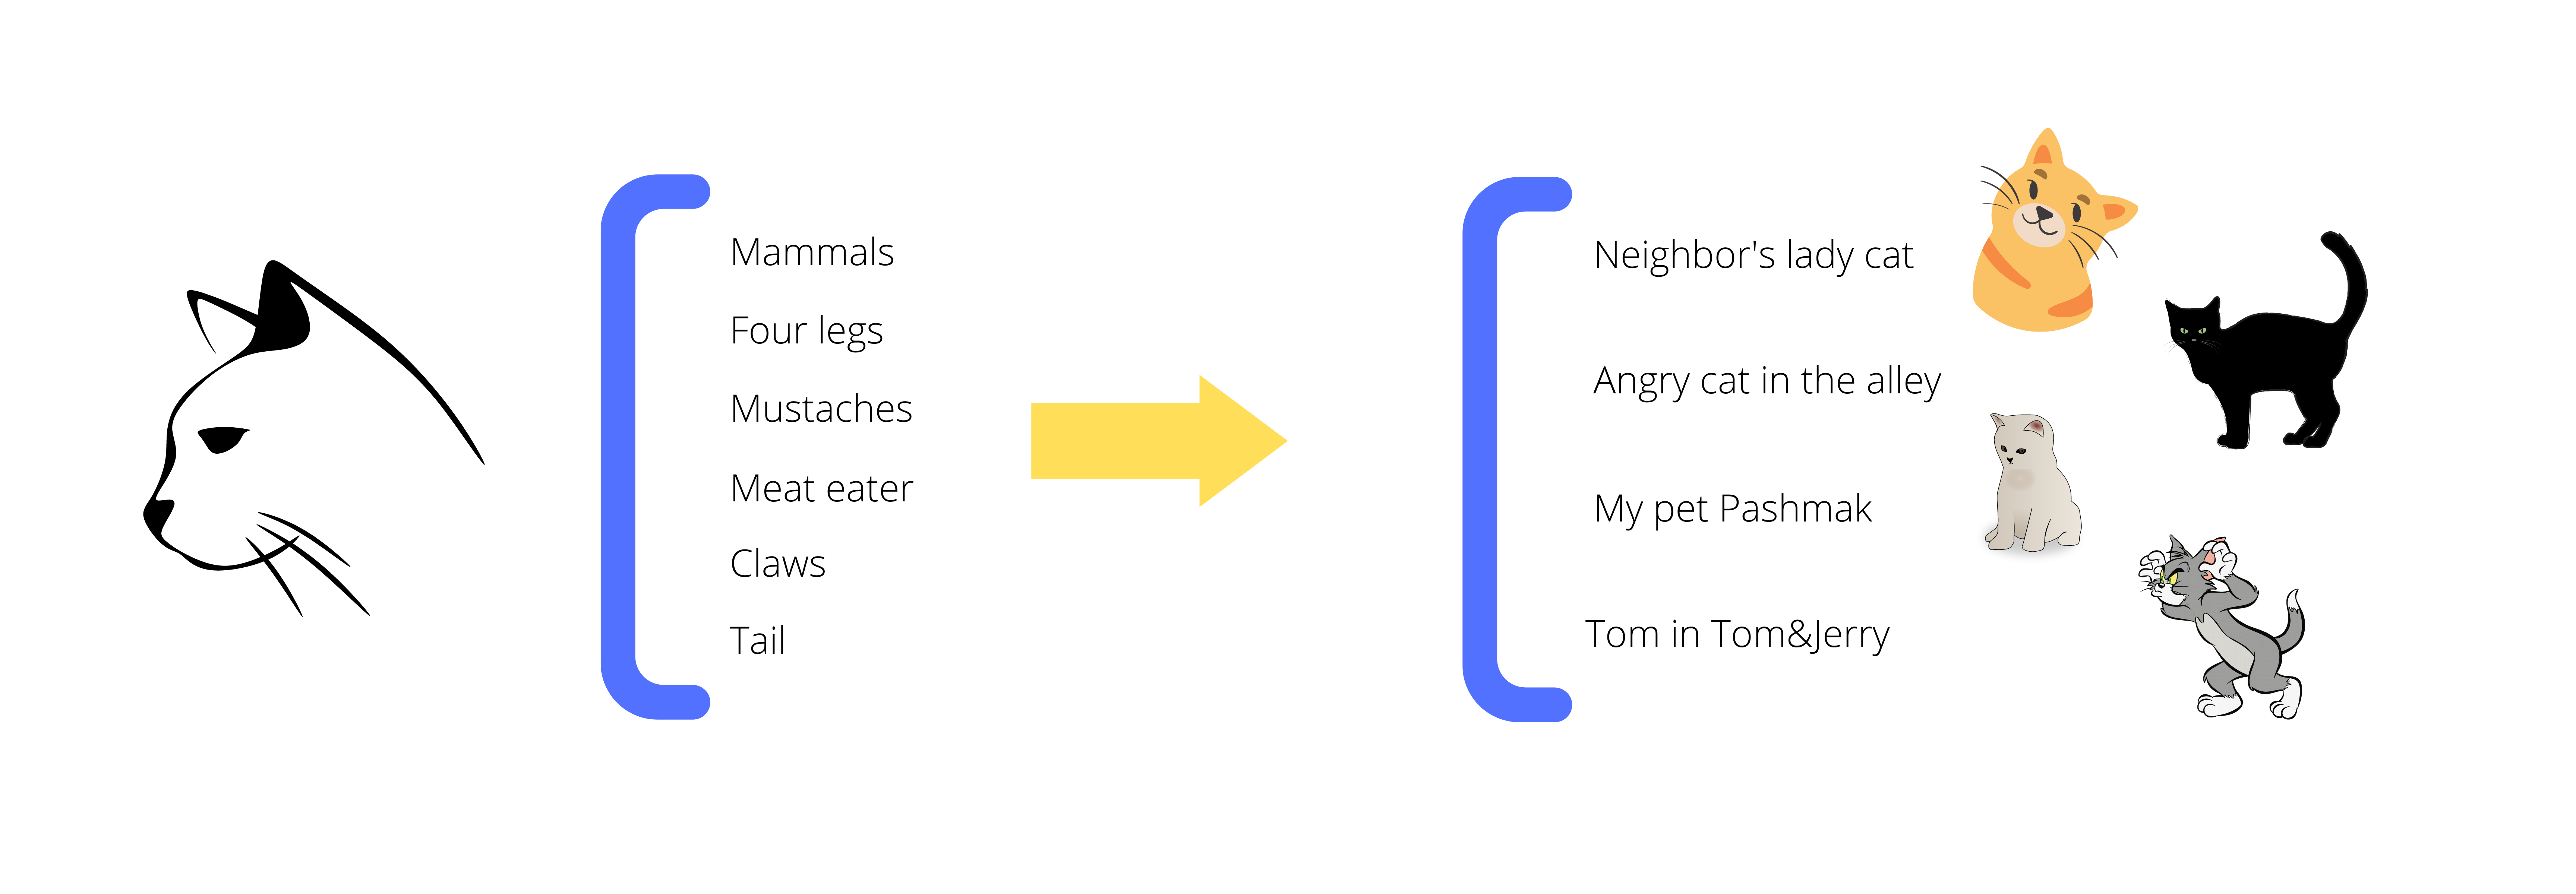 Mammals
Four legs
Mustaches
Meat eater
Claws
Tail
Neighbor's lady cat
Angry cat in the alley
My pet Pashmak
Tom in Tom&Jerry